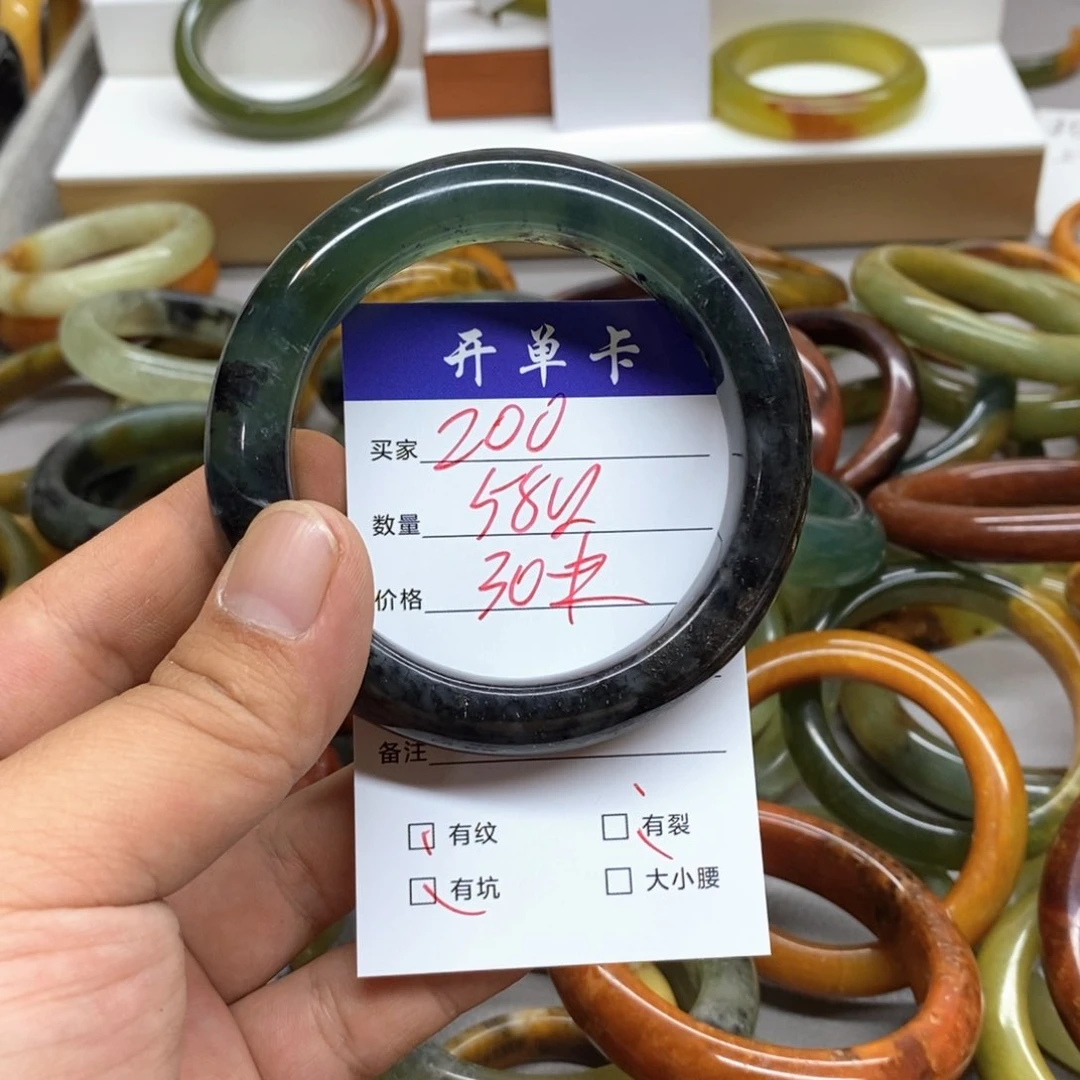 开单卡
买家 200
数量 58
价格 30
备注
□ 有纹 □ 有裂
□ 有坑 □ 大小腰